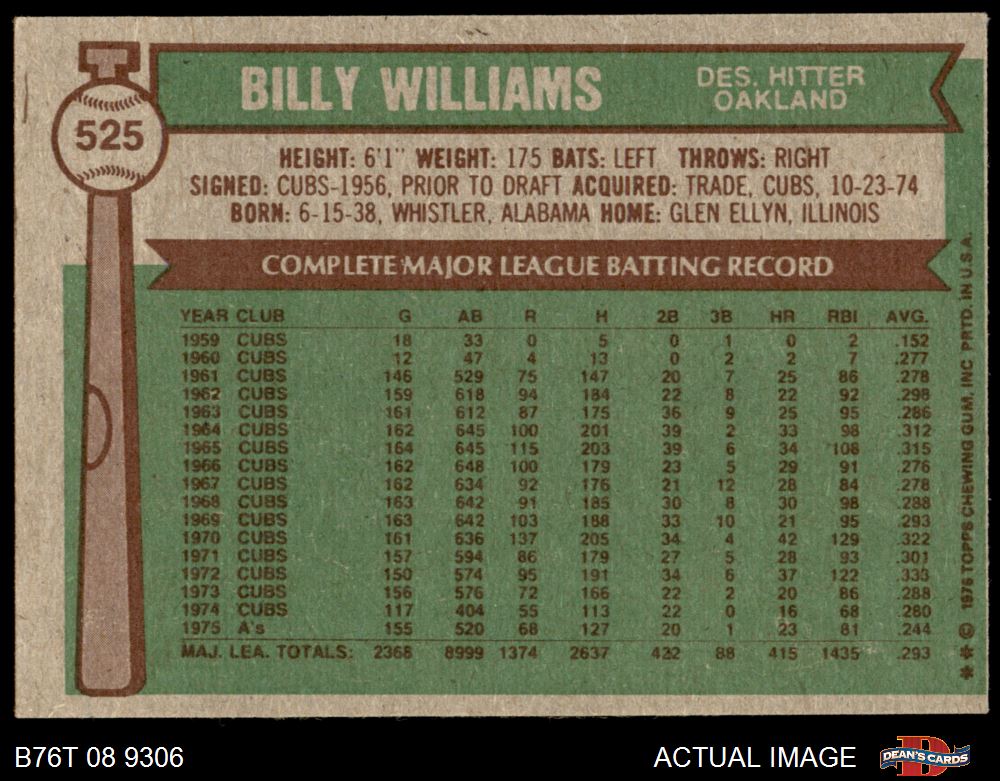 T
525
BILLY WILLIAMS
DES. HITTER
OAKLAND
HEIGHT: 6'1" WEIGHT: 175 BATS: LEFT THROWS: RIGHT
SIGNED: CUBS-1956, PRIOR TO DRAFT ACQUIRED: TRADE, CUBS, 10-23-74
BORN: 6-15-38, WHISTLER, ALABAMA HOME: GLEN ELLYN, ILLINOIS
COMPLETE MAJOR LEAGUE BATTING RECORD
YEAR CLUB G AB R H 2B 3B HR RBI AVG.
1959 CUBS 18 33 0 5 0 1 0 2 .152
1960 CUBS 12 47 4 13 0 2 2 7 .277
1961 CUBS 146 529 75 147 20 7 25 86 .278
1962 CUBS 159 618 94 184 22 8 22 92 .298
1963 CUBS 161 612 87 175 36 9 25 95 .286
1964 CUBS 162 645 100 201 39 2 33 98 .312
1965 CUBS 164 645 115 203 39 6 34 108 .315
1966 CUBS 162 648 100 179 23 5 29 91 .276
1967 CUBS 162 634 92 176 21 12 28 84 .278
1968 CUBS 163 642 91 185 30 8 30 98 .288
1969 CUBS 163 642 103 188 33 10 21 95 .293
1970 CUBS 161 636 137 205 34 4 42 129 .322
1971 CUBS 157 594 86 179 27 5 28 93 .301
1972 CUBS 150 574 95 191 34 6 37 122 .333
1973 CUBS 156 576 72 166 22 2 20 86 .288
1974 CUBS 117 404 55 113 22 0 16 68 .280
1975 A's 155 520 68 127 20 1 23 81 .244
MAJ. LEA. TOTALS: 2368 8999 1374 2637 422 88 415 1435 .293
** © 1976 TOPPS CHEWING GUM, INC PRTD. IN U.S.A.
B76T 08 9306
ACTUAL IMAGE
DEAN'S CARDS